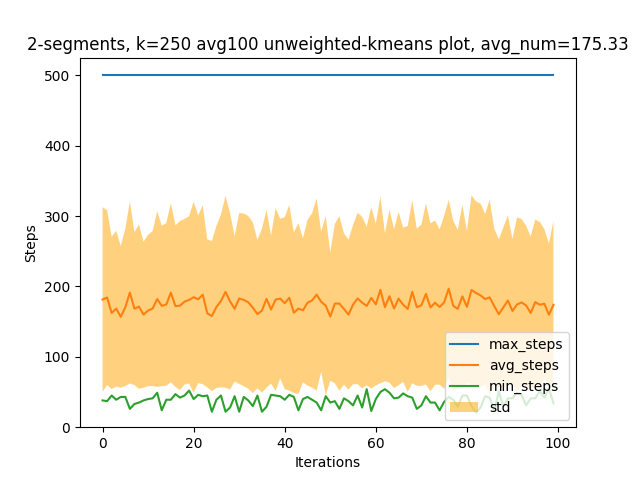 2-segments, k=250 avg100 unweighted-kmeans plot, avg_num=175.33
500
400
300
200
100
0
Steps
0 20 40 60 80 100
Iterations
max_steps
avg_steps
min_steps
std